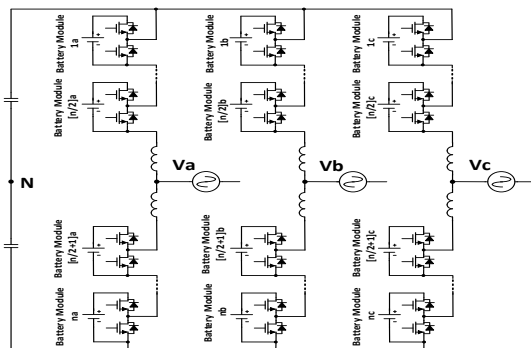 Battery Module
1a
Battery Module
1b
Battery Module
1c
Battery Module
[n/2]a
Battery Module
[n/2]b
Battery Module
[n/2]c
N
Va
Vb
Vc
Battery Module
[n/2+1]a
Battery Module
[n/2+1]b
Battery Module
[n/2+1]c
Battery Module
na
Battery Module
nb
Battery Module
nc